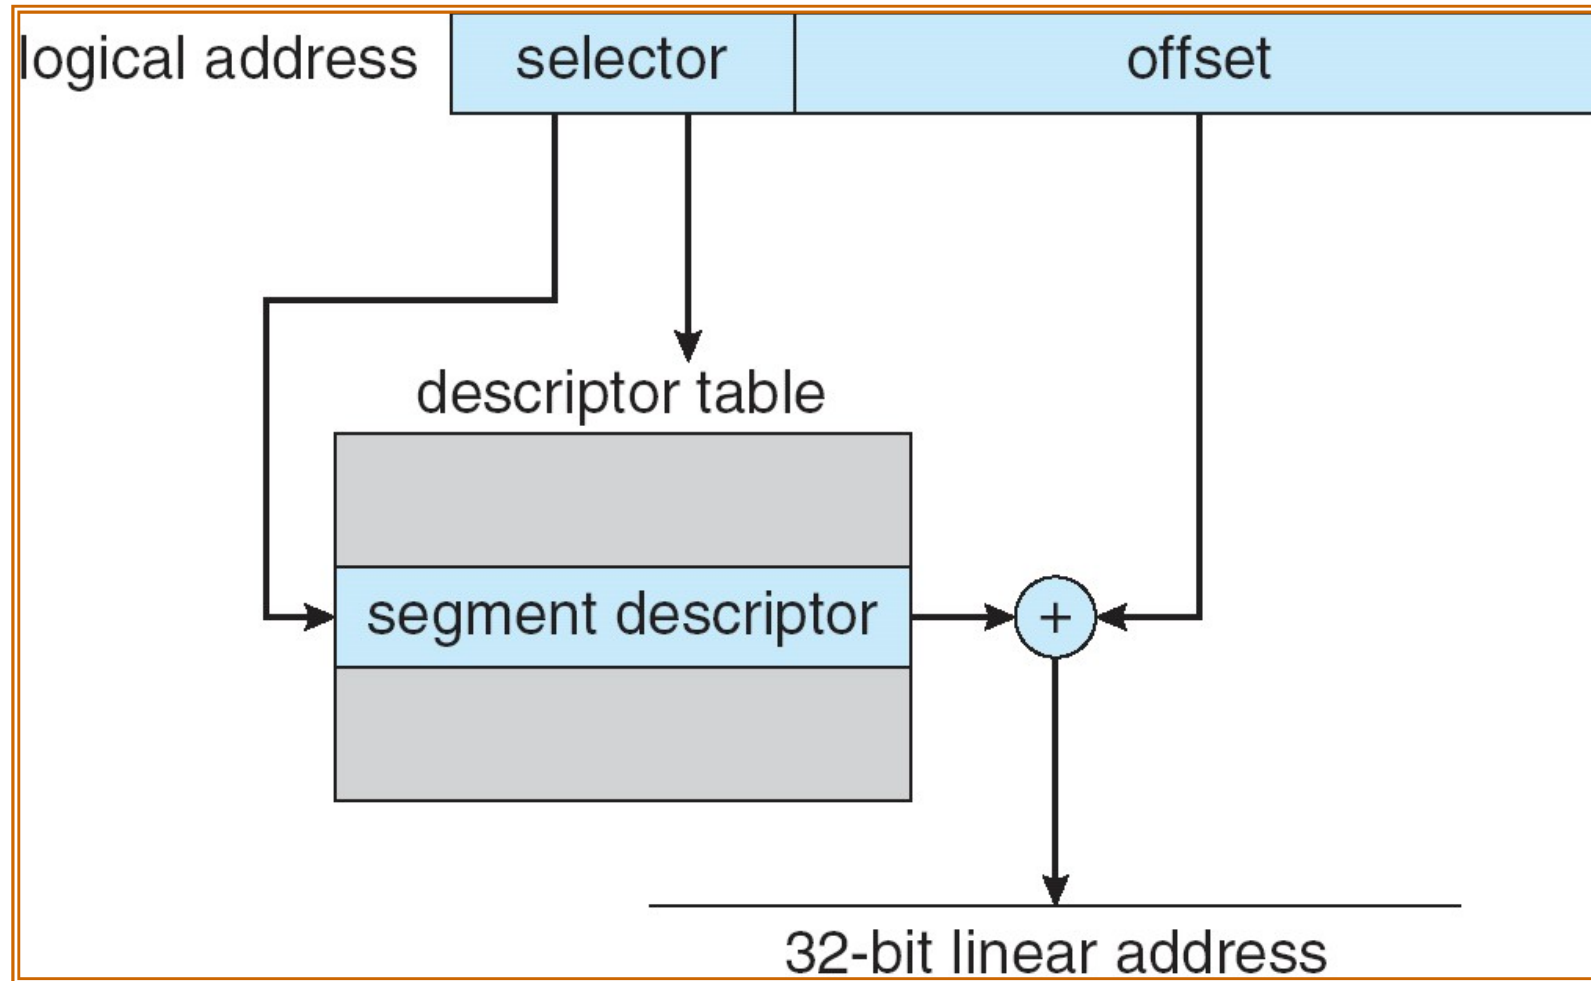 logical address selector offset
descriptor table
segment descriptor +
32-bit linear address